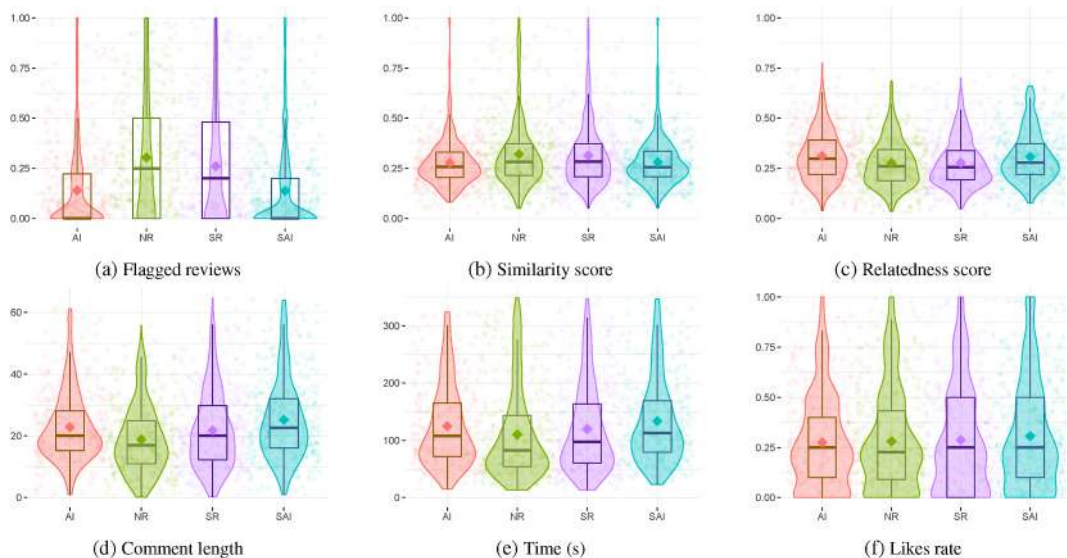 1.00
0.75
0.50
0.25
0.00
AI NR SR SAI
(a) Flagged reviews
1.00
0.75
0.50
0.25
0.00
AI NR SR SAI
(b) Similarity score
1.00
0.75
0.50
0.25
0.00
AI NR SR SAI
(c) Relatedness score
60
40
20
0
AI NR SR SAI
(d) Comment length
300
200
100
0
AI NR SR SAI
(e) Time (s)
1.00
0.75
0.50
0.25
0.00
AI NR SR SAI
(f) Likes rate